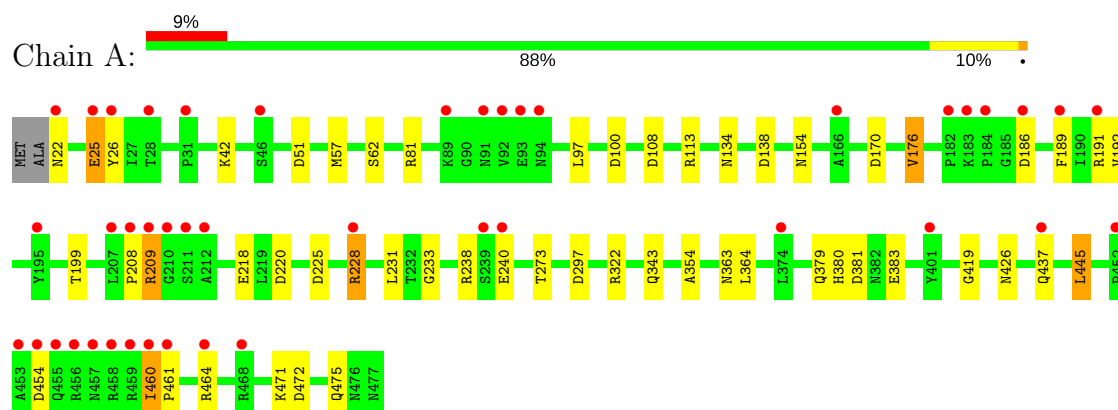 9%
Chain A:
88% 10% •
MET ALA N22 E25 Y26 I27 T28 P31 K42 S46 D51 M57 S62 R81 K89 G90 N91 V92 E93 N94 L97 D100 D108 R113 N134 D138 N154 A166 D170 V176 P182 K183 P184 G185 D186 F189 I190 R191
Y195 T199 L207 P208 R209 G210 S211 A212 E218 L219 D220 D225 R228 L231 T232 G233 R238 S239 E240 T273 D297 R322 Q343 A354 N363 L364 L374 Q379 H380 D381 N382 E383 Y401 G419 N426 Q437 L445
A453 D454 Q455 R456 N457 R458 R459 I460 P461 R464 R468 K471 D472 Q475 N476 N477